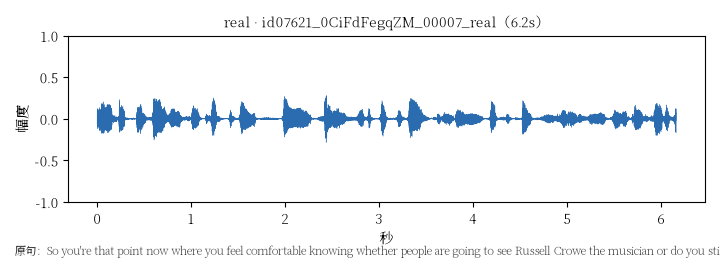 real · id07621_0CiFdFegqZM_00007_real（6.2s）
1.0
0.5
0.0
-0.5
-1.0
幅度
0 1 2 3 4 5 6
秒
原句：So you're that point now where you feel comfortable knowing whether people are going to see Russell Crowe the musician or do you sti